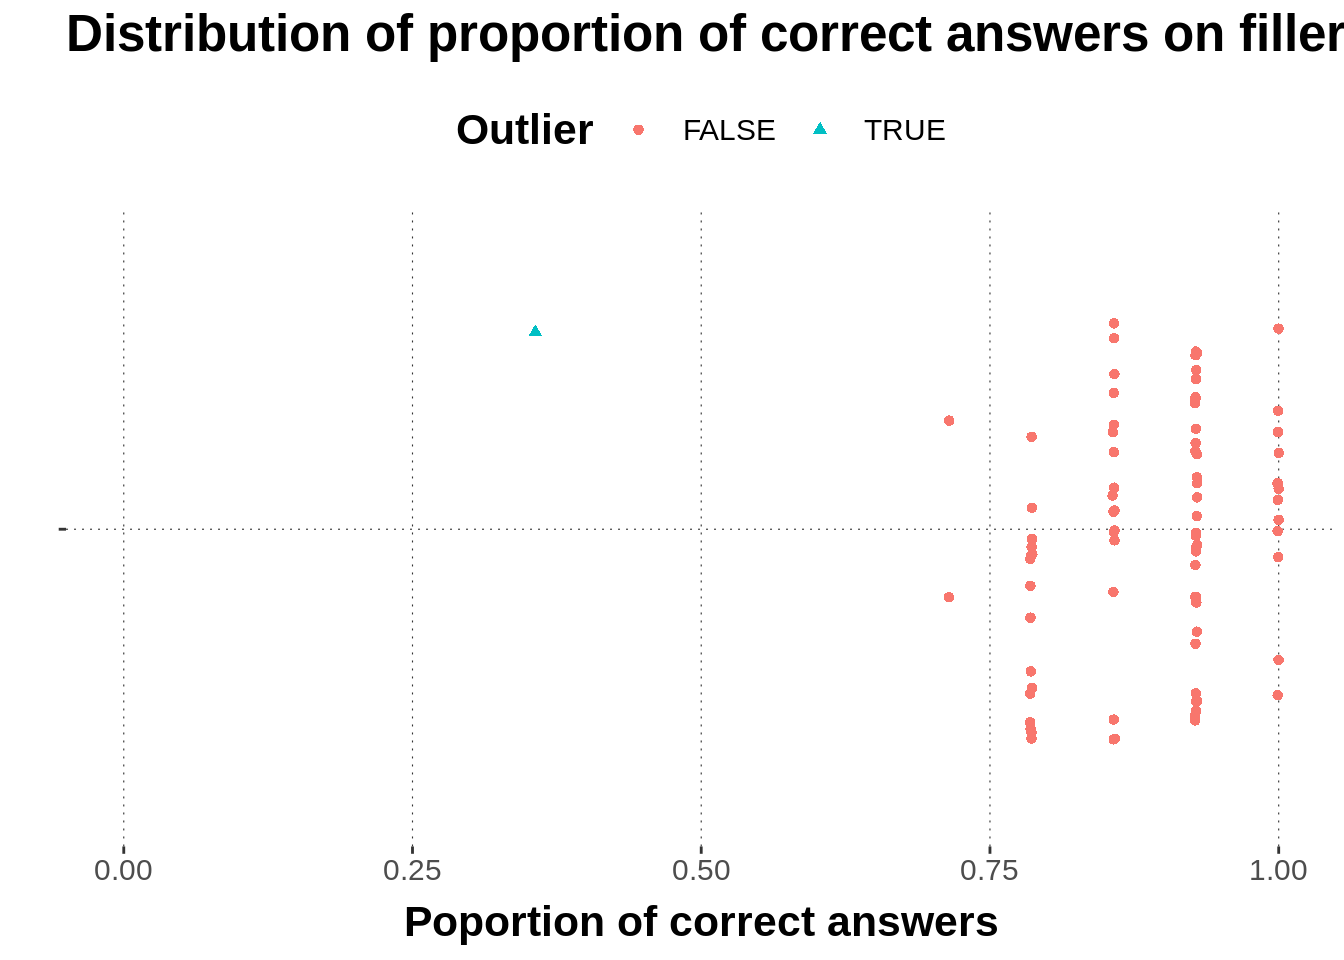 Distribution of proportion of correct answers on filler
Outlier FALSE TRUE
0.00 0.25 0.50 0.75 1.00
Poportion of correct answers